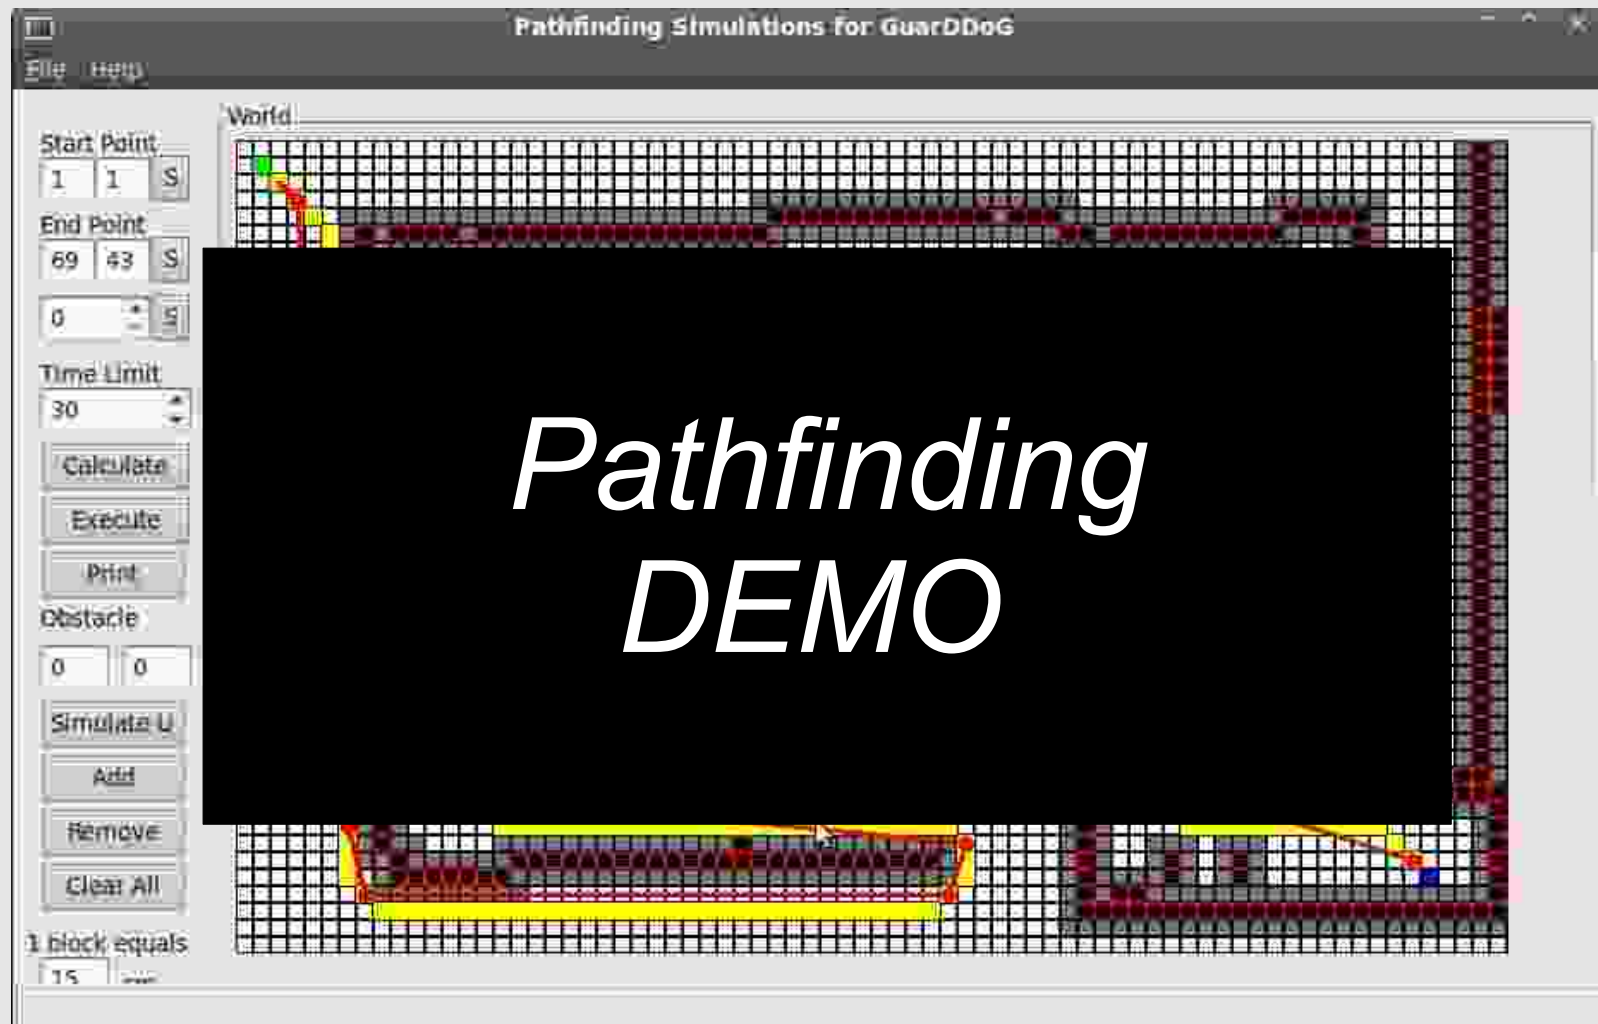 Pathfinding Simulations for GuarDDoG
File Help
World
Start Point
1 1 S
End Point
69 43 S
0 S
Time Limit
30
Calculate
Execute
Print
Obstacle
0 0
Simulate U
Add
Remove
Clear All
1 block equals
15 cm
Pathfinding
DEMO